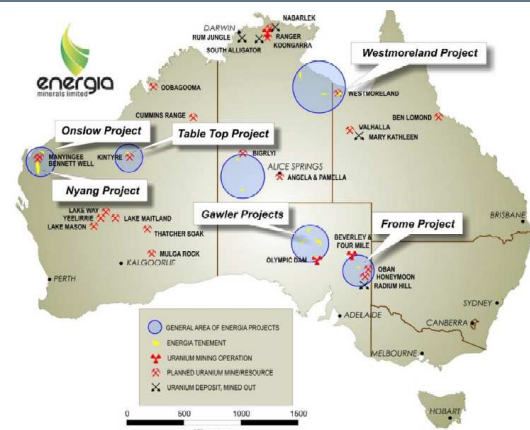 energia
minerals limited
DARWIN
NABARLEK
RUM JUNGLE
RANGER
SOUTH ALLIGATOR
KOONGARRA
Westmoreland Project
OOBAGOOMA
WESTMORELAND
CUMMINS RANGE
BEN LOMOND
VALHALLA
MARY KATHLEEN
Onslow Project
Table Top Project
MANYINGEE
BENNETT WELL
KINTYRE
BIGRLYI
ALICE SPRINGS
ANGELA & PAMELLA
Nyang Project
Gawler Projects
Frome Project
LAKE WAY
YEELIRRIE
LAKE MAITLAND
LAKE MASON
THATCHER SOAK
BEVERLEY &
FOUR MILE
BRISBANE
MULGA ROCK
OLYMPIC DAM
OBAN
HONEYMOON
RADIUM HILL
KALGOORLIE
PERTH
SYDNEY
ADELAIDE
CANBERRA
MELBOURNE
HOBART
GENERAL AREA OF ENERGIA PROJECTS
ENERGIA TENEMENT
URANIUM MINING OPERATION
PLANNED URANIUM MINE/RESOURCE
URANIUM DEPOSIT, MINED OUT
0 500 1000 1500